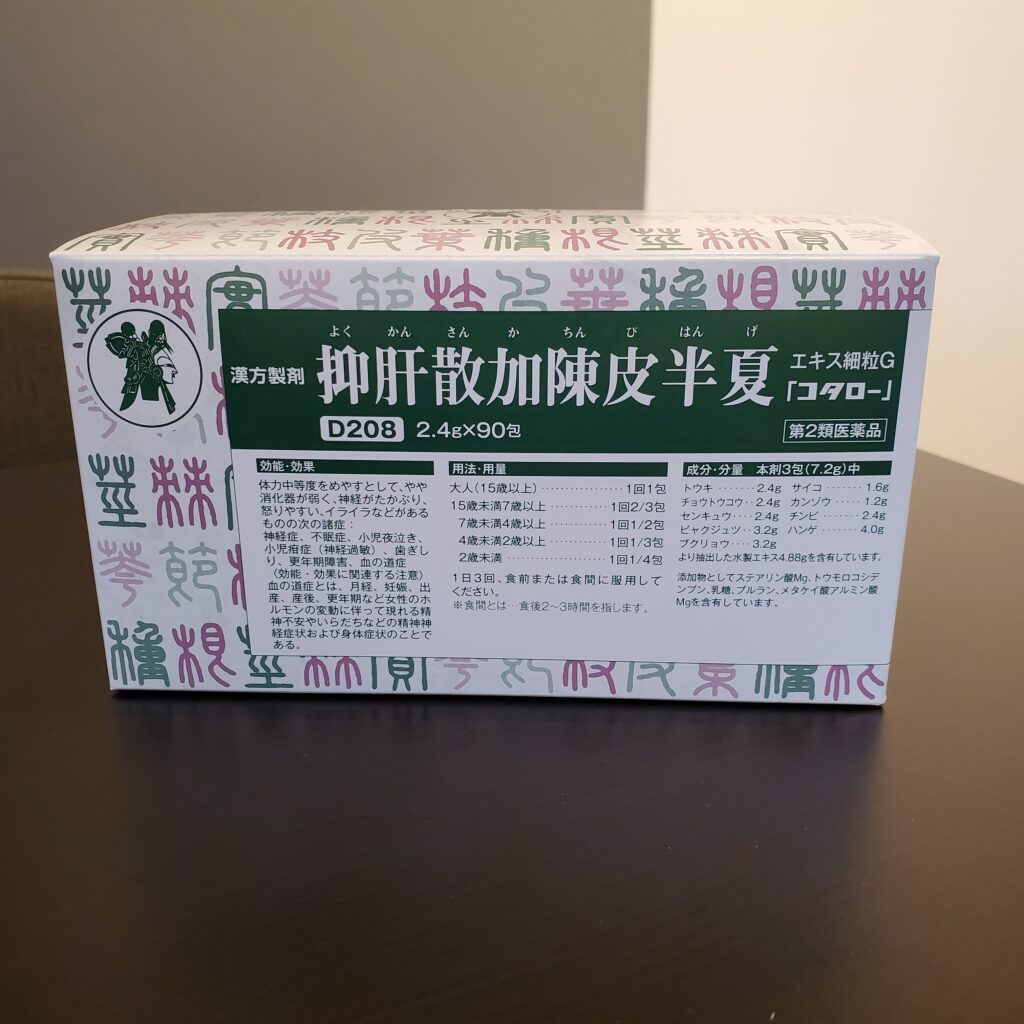 よくかんさんかちんぴはんげ
漢方製剤 抑肝散加陳皮半夏 エキス細粒G
「コタロー」
D208 2.4g×90包
第2類医薬品
効能・効果
体力中等度をめやすとして、やや
消化器が弱く、神経がたかぶり、
怒りやすい、イライラなどがある
ものの次の諸症：
神経症、不眠症、小児夜泣き、
小児疳症（神経過敏）、歯ぎし
り、更年期障害、血の道症
〈効能・効果に関連する注意〉
血の道症とは、月経、妊娠、出
産、産後、更年期など女性のホ
ルモンの変動に伴って現れる精
神不安やいらだちなどの精神神
経症状および身体症状のことで
ある。
用法・用量
大人（15歳以上）…………1回1包
15歳未満7歳以上…………1回2/3包
7歳未満4歳以上…………1回1/2包
4歳未満2歳以上…………1回1/3包
2歳未満…………1回1/4包
1日3回、食前または食間に服用して
ください。
※食間とは…食後2〜3時間を指します。
成分・分量 本剤3包（7.2g）中
トウキ……2.4g サイコ……1.6g
チョウトウコウ‥2.4g カンゾウ……1.2g
センキュウ‥‥2.4g チンピ……2.4g
ビャクジュツ‥3.2g ハンゲ……4.0g
ブクリョウ‥‥3.2g
より抽出した水製エキス4.88gを含有しています。
添加物としてステアリン酸Mg、トウモロコシデ
ンプン、乳糖、プルラン、メタケイ酸アルミン酸
Mgを含有しています。